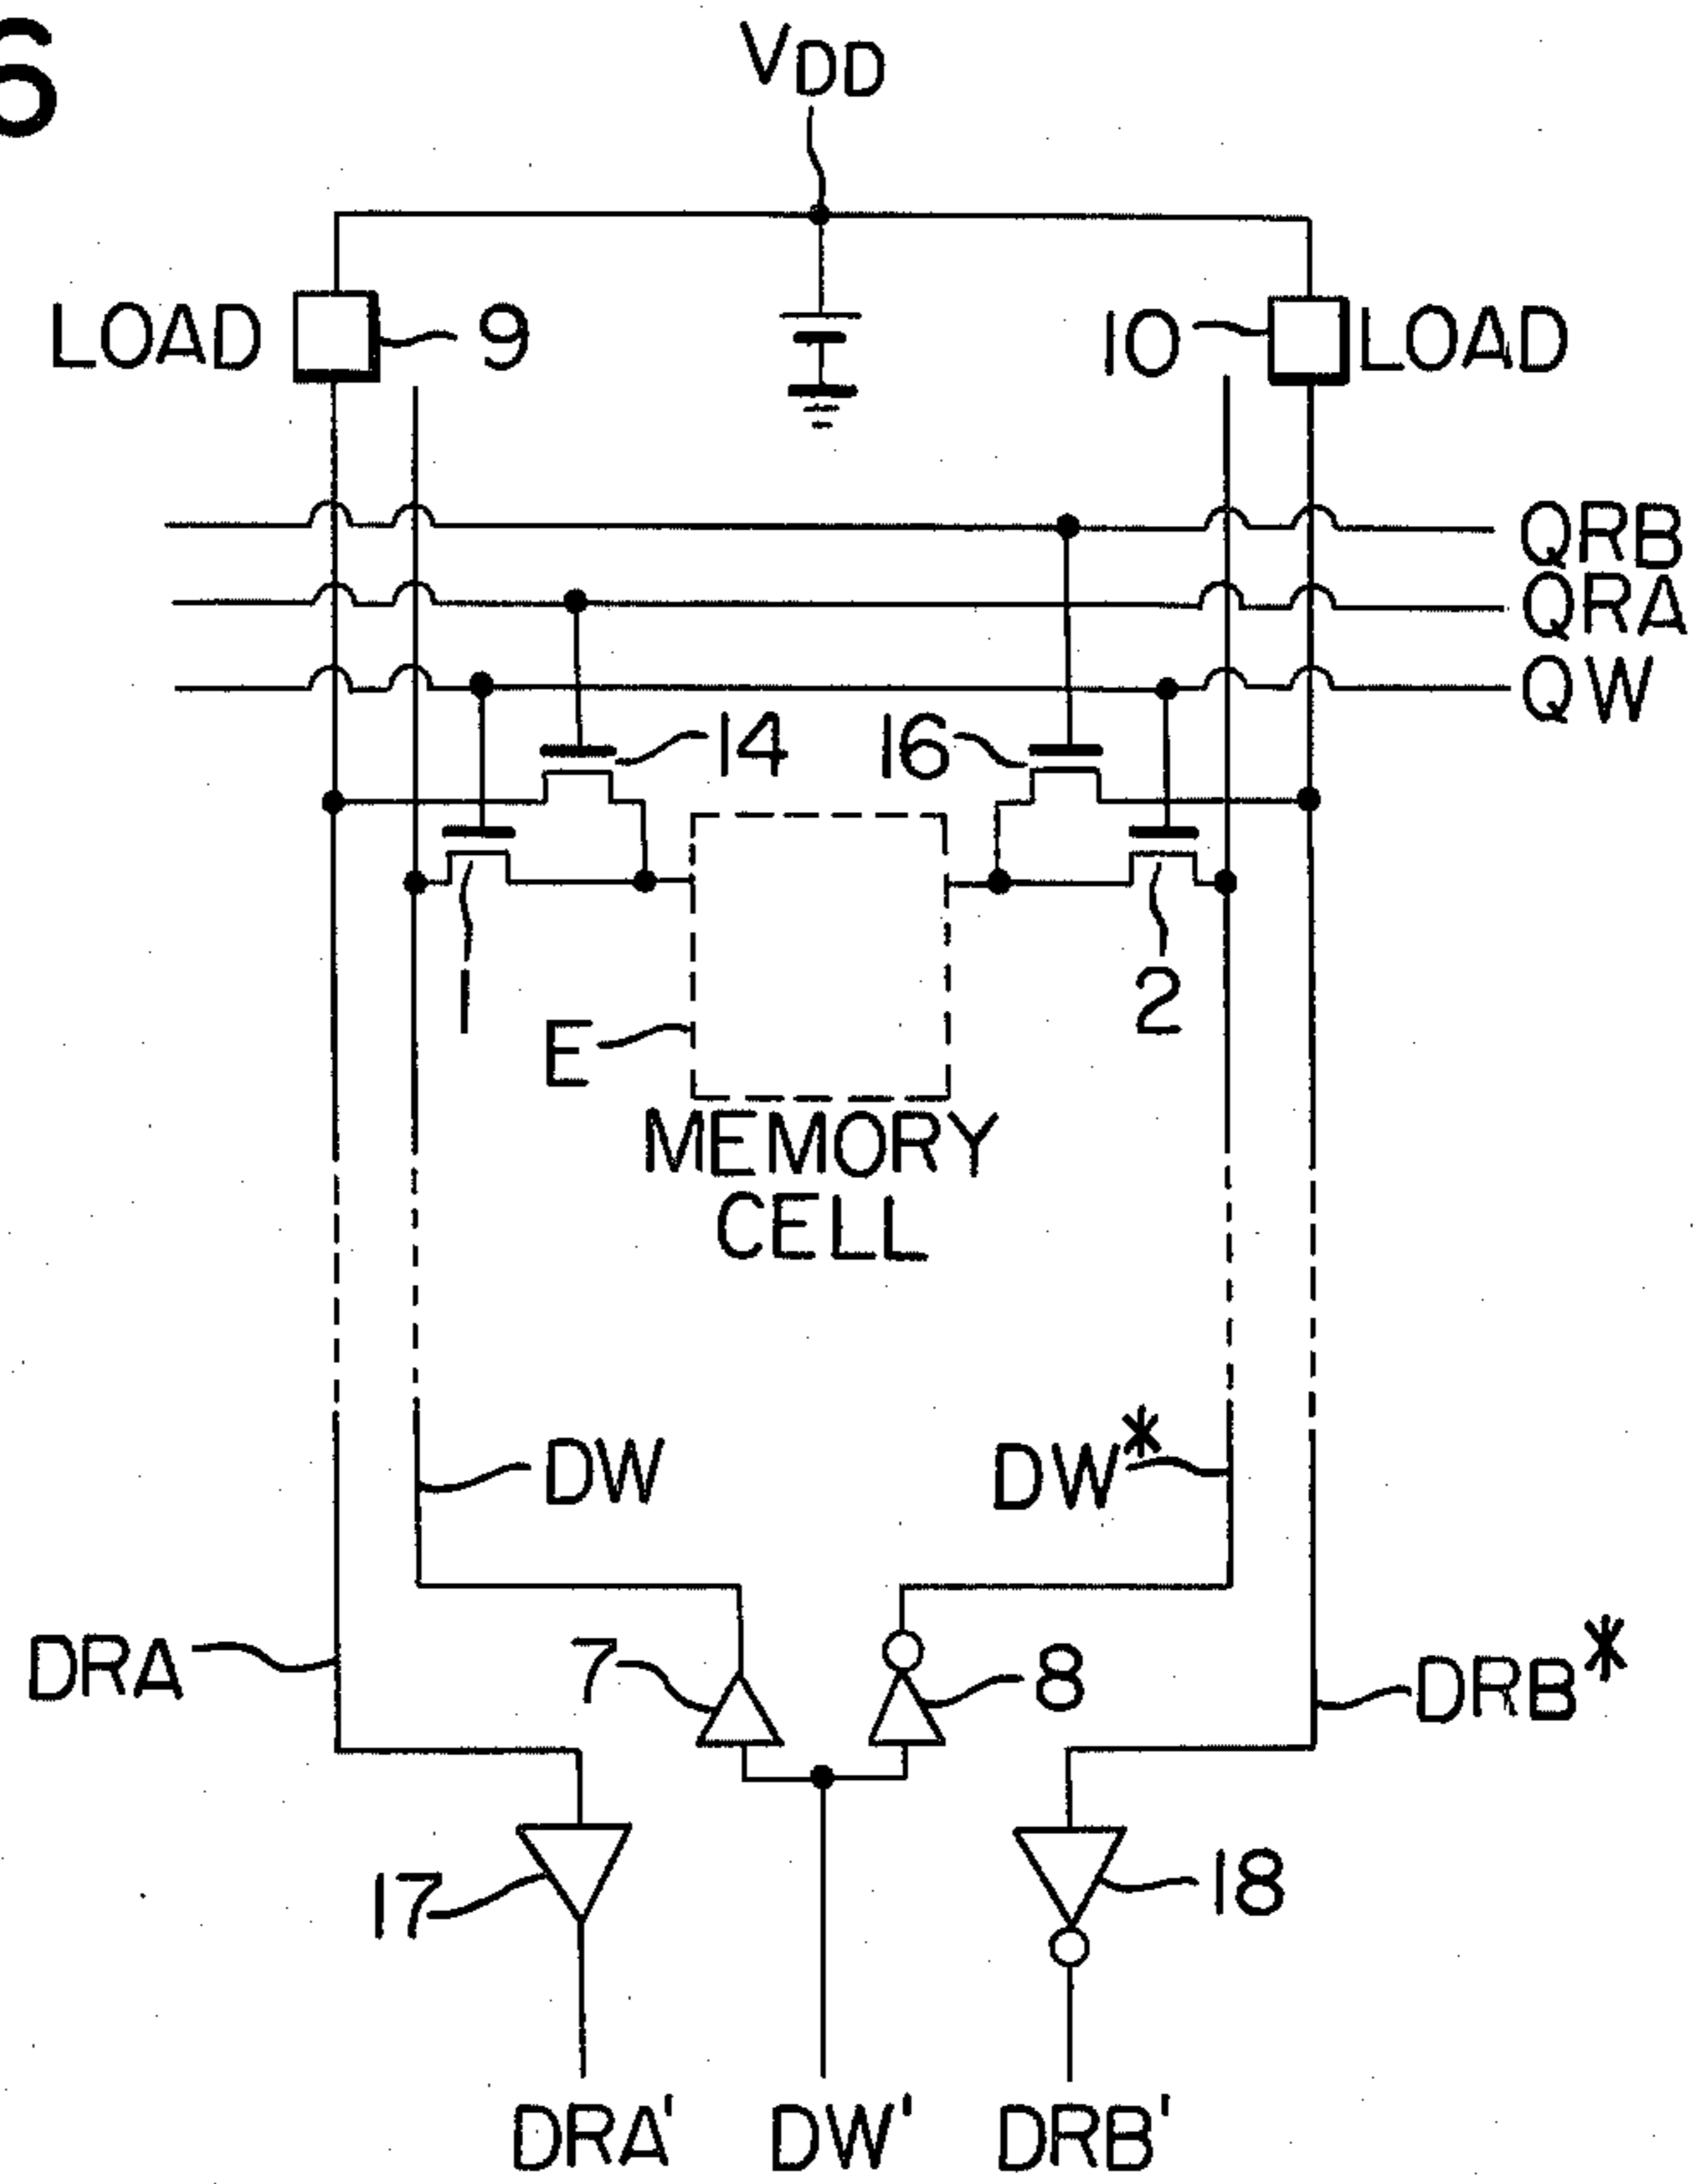 6
VDD
LOAD 9 10 LOAD
QRB
QRA
QW
14 16
1 2
E
MEMORY
CELL
DW DW*
DRA 7 8 DRB*
17 18
DRA' DW' DRB'